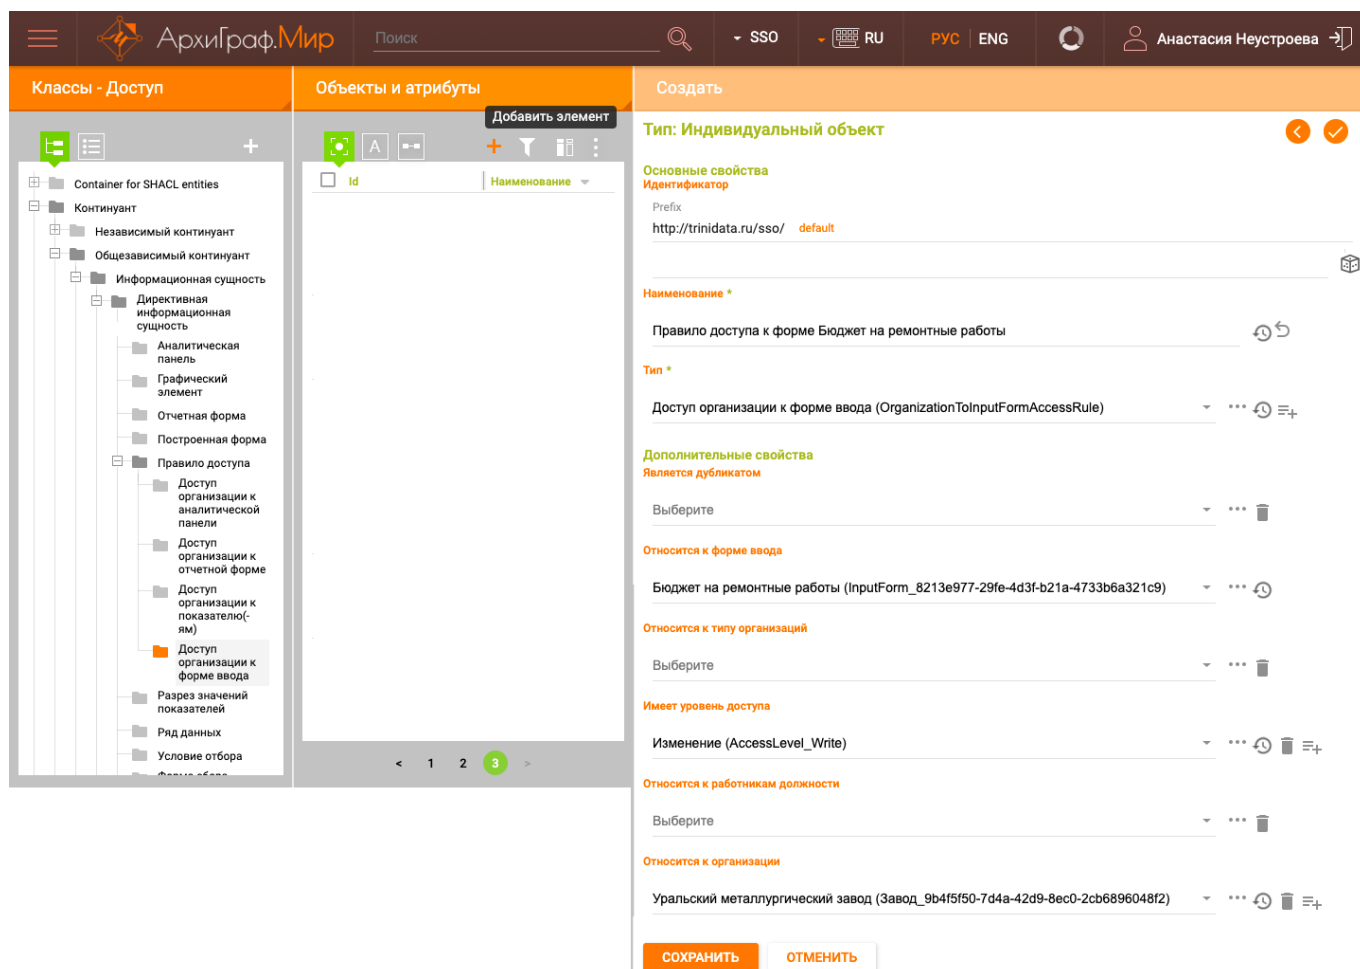 АрхиГраф.Мир
Поиск
SSO
RU
РУС
ENG
Анастасия Неустроева
Классы - Доступ
Container for SHACL entities
Континуант
Независимый континуант
Общезависимый континуант
Информационная сущность
Директивная
информационная
сущность
Аналитическая
панель
Графический
элемент
Отчетная форма
Построенная форма
Правило доступа
Доступ
организации к
аналитической
панели
Доступ
организации к
отчетной форме
Доступ
организации к
показателю(-
ям)
Доступ
организации к
форме ввода
Разрез значений
показателей
Ряд данных
Условие отбора
Объекты и атрибуты
Добавить элемент
A
Id
Наименование
< 1 2 3 >
Создать
Тип: Индивидуальный объект
Основные свойства
Идентификатор
Prefix
http://trinidata.ru/sso/ default
Наименование *
Правило доступа к форме Бюджет на ремонтные работы
Тип *
Доступ организации к форме ввода (OrganizationToInputFormAccessRule)
Дополнительные свойства
Является дубликатом
Выберите
Относится к форме ввода
Бюджет на ремонтные работы (InputForm_8213e977-29fe-4d3f-b21a-4733b6a321c9)
Относится к типу организаций
Выберите
Имеет уровень доступа
Изменение (AccessLevel_Write)
Относится к работникам должности
Выберите
Относится к организации
Уральский металлургический завод (Завод_9b4f5f50-7d4a-42d9-8ec0-2cb6896048f2)
СОХРАНИТЬ
ОТМЕНИТЬ